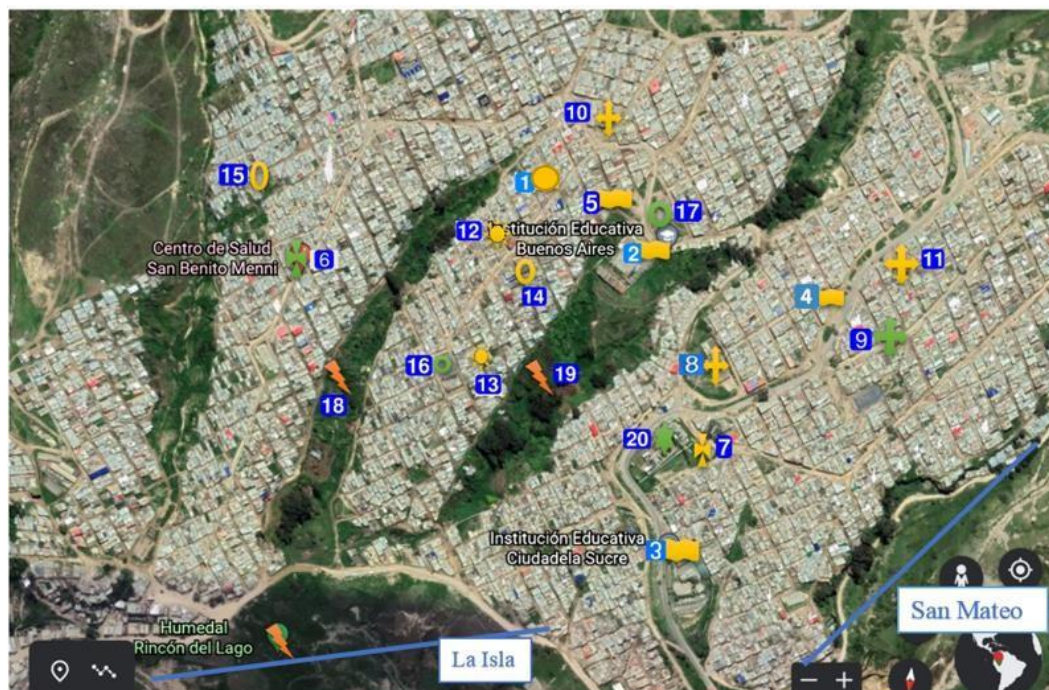 10
15
1
5
17
12
Institución Educativa
Buenos Aires
2
Centro de Salud
San Benito Menni
6
11
14
4
9
16
13
19
8
18
20
7
Institución Educativa
Ciudadela Sucre
3
San Mateo
Humedal
Rincón del Lago
La Isla